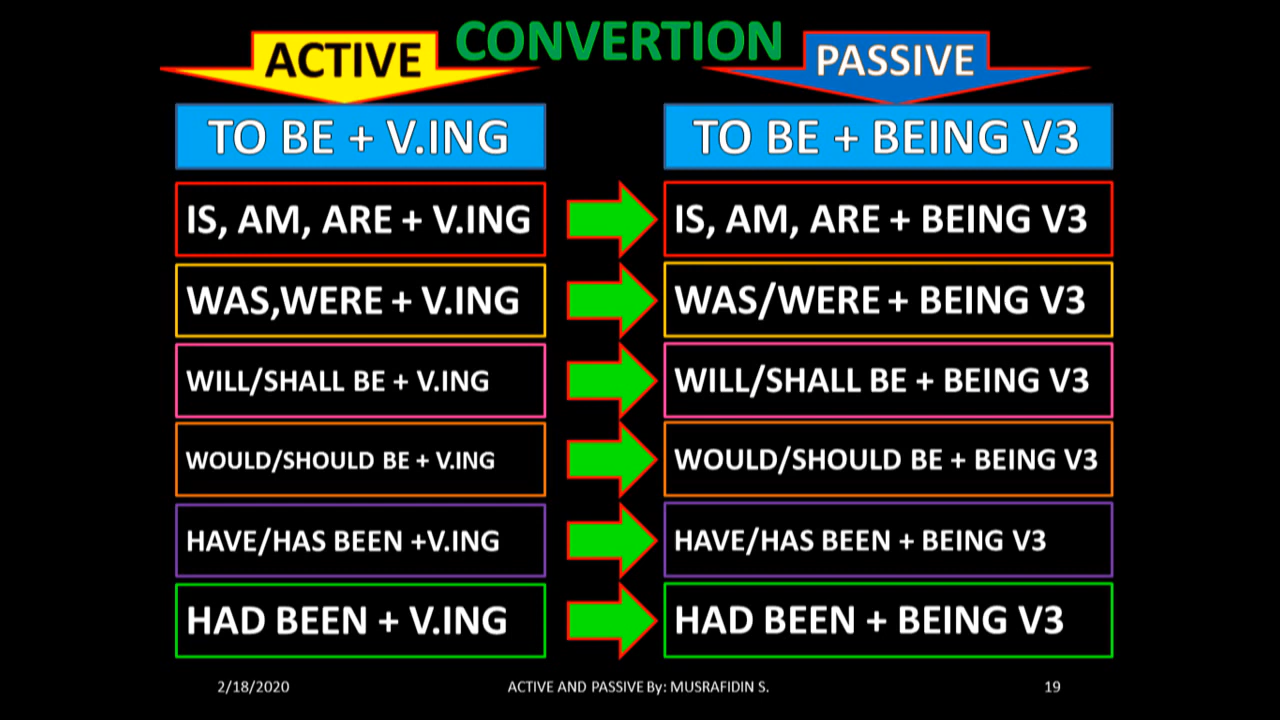 CONVERTION
ACTIVE
PASSIVE
TO BE + V.ING
TO BE + BEING V3
IS, AM, ARE + V.ING
IS, AM, ARE + BEING V3
WAS,WERE + V.ING
WAS/WERE + BEING V3
WILL/SHALL BE + V.ING
WILL/SHALL BE + BEING V3
WOULD/SHOULD BE + V.ING
WOULD/SHOULD BE + BEING V3
HAVE/HAS BEEN +V.ING
HAVE/HAS BEEN + BEING V3
HAD BEEN + V.ING
HAD BEEN + BEING V3
2/18/2020
ACTIVE AND PASSIVE By: MUSRAFIDIN S.
19